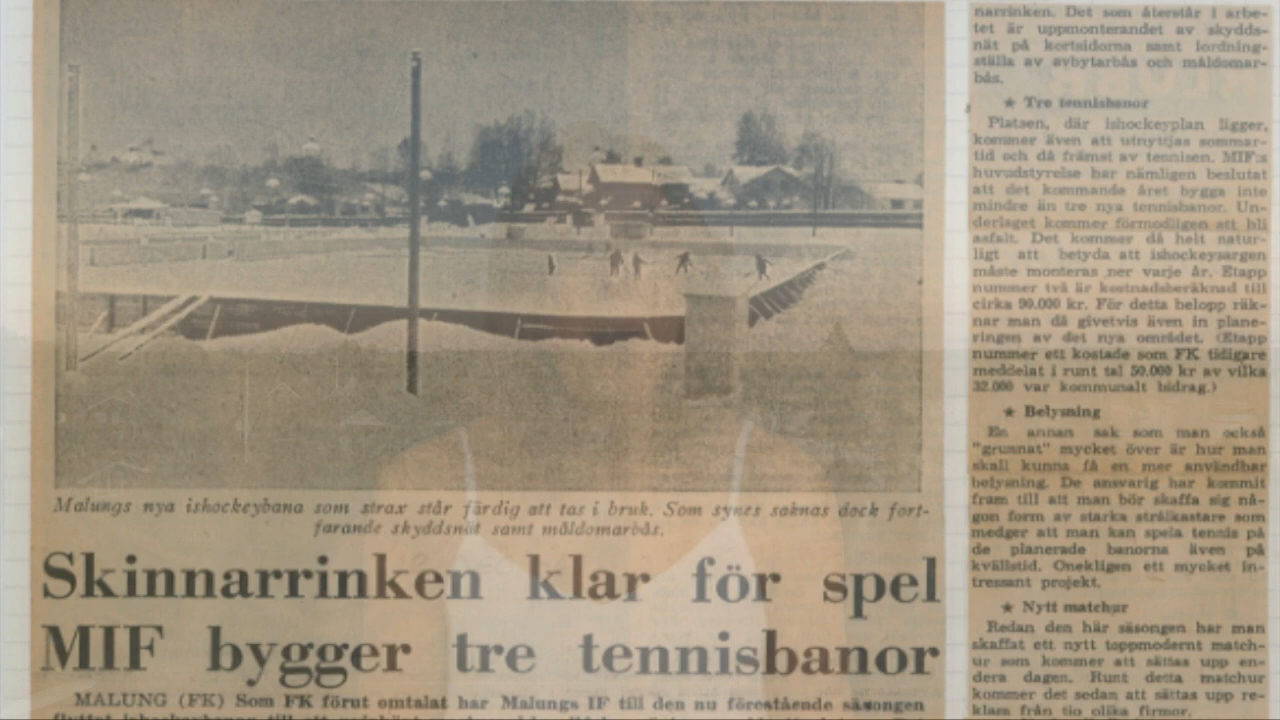 Malungs nya ishockeybana som strax står färdig att tas i bruk. Som synes saknas dock fort-
farande skyddsnät samt måldomarbås.
Skinnarrinken klar för spel
MIF bygger tre tennisbanor
MALUNG (FK) Som FK förut omtalat har Malungs IF till den nu förestående säsongen
flyttat ishockeybanan till ett
narrinken. Det som återstår i arbe-
tet är uppmonterandet av skydds-
nät på kortsidorna samt iordning-
ställa av avbytarbås och måldomar-
bås.
★ Tre tennisbanor
Platsen, där ishockeyplan ligger,
kommer även att utnyttjas sommar-
tid och då främst av tennisen. MIF:s
huvudstyrelse har nämligen beslutat
att det kommande året bygga inte
mindre än tre nya tennisbanor. Un-
derlaget kommer förmodligen att bli
asfalt. Det kommer då helt natur-
ligt att betyda att ishockeysargen
måste monteras ner varje år. Etapp
nummer två är kostnadsberäknad till
cirka 90.000 kr. För detta belopp räk-
nar man då givetvis även in plane-
ringen av det nya området. (Etapp
nummer ett kostade som FK tidigare
meddelat i runt tal 50.000 kr av vilka
32.000 var kommunalt bidrag.)
★ Belysning
En annan sak som man också
"grunnat" mycket över är hur man
skall kunna få en mer användbar
belysning. De ansvarig har kommit
fram till att man bör skaffa sig nå-
gon form av starka strålkastare som
medger att man kan spela tennis på
de planerade banorna även på
kvällstid. Onekligen ett mycket in-
tressant projekt.
★ Nytt matchur
Redan den här säsongen har man
skaffat ett nytt toppmodernt match-
ur som kommer att sättas upp en-
dera dagen. Runt detta matchur
kommer det sedan att sättas upp re-
klam från tio olika firmor.